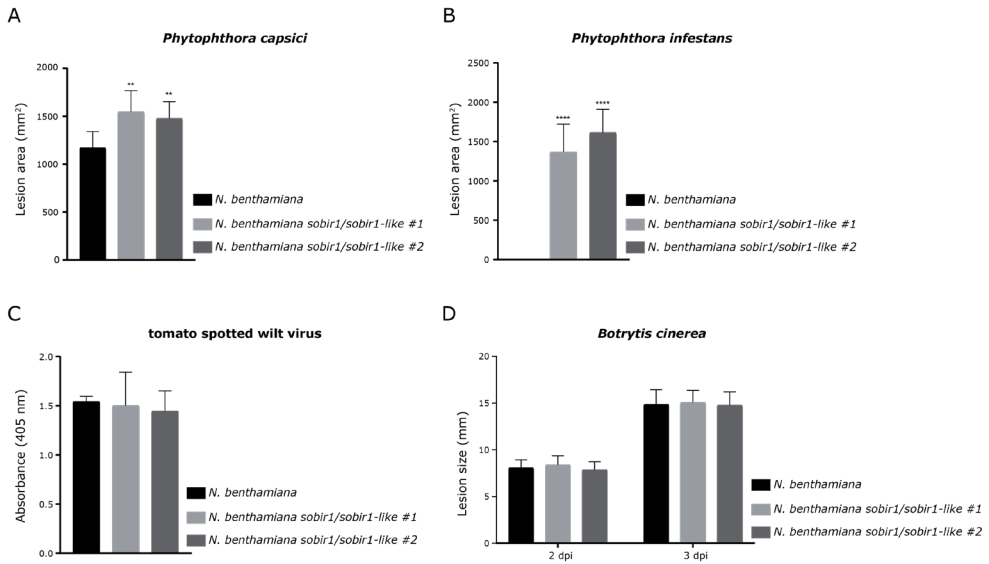 A
Phytophthora capsici
2000
1500
1000
500
0
Lesion area (mm²)
**
**
N. benthamiana
N. benthamiana sobir1/sobir1-like #1
N. benthamiana sobir1/sobir1-like #2
B
Phytophthora infestans
2500
2000
1500
1000
500
0
Lesion area (mm²)
****
****
N. benthamiana
N. benthamiana sobir1/sobir1-like #1
N. benthamiana sobir1/sobir1-like #2
C
tomato spotted wilt virus
2.0
1.5
1.0
0.5
0.0
Absorbance (405 nm)
N. benthamiana
N. benthamiana sobir1/sobir1-like #1
N. benthamiana sobir1/sobir1-like #2
D
Botrytis cinerea
20
15
10
5
0
Lesion size (mm)
2 dpi
3 dpi
N. benthamiana
N. benthamiana sobir1/sobir1-like #1
N. benthamiana sobir1/sobir1-like #2